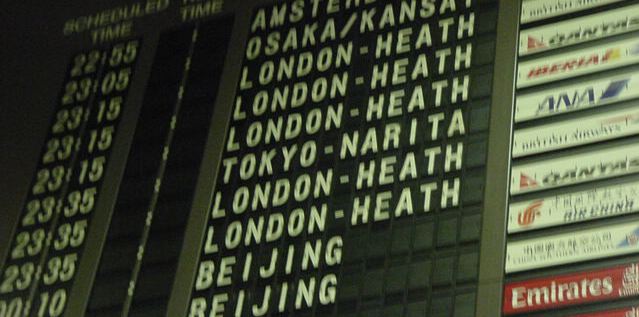 SCHEDULED TIME
TIME
AMSTERDAM
22:55 OSAKA/KANSAI
23:05 LONDON-HEATH QANTAS
23:15 LONDON-HEATH IBERIA
23:15 LONDON-HEATH ANA
23:15 TOKYO-NARITA
23:35 LONDON-HEATH QANTAS
23:35 LONDON-HEATH AIR CHINA
23:35 BEIJING
00:10 BEIJING Emirates